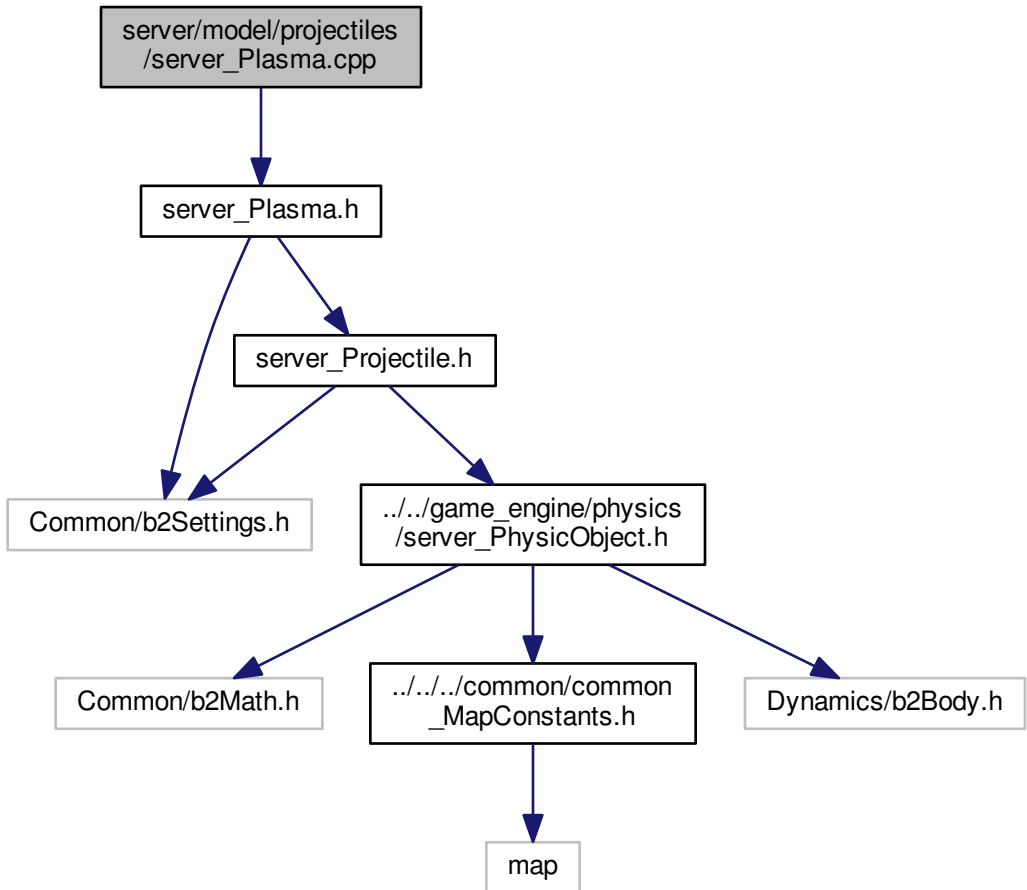 server/model/projectiles
/server_Plasma.cpp
server_Plasma.h
server_Projectile.h
Common/b2Settings.h
../../game_engine/physics
/server_PhysicObject.h
Common/b2Math.h
../../../common/common
_MapConstants.h
Dynamics/b2Body.h
map